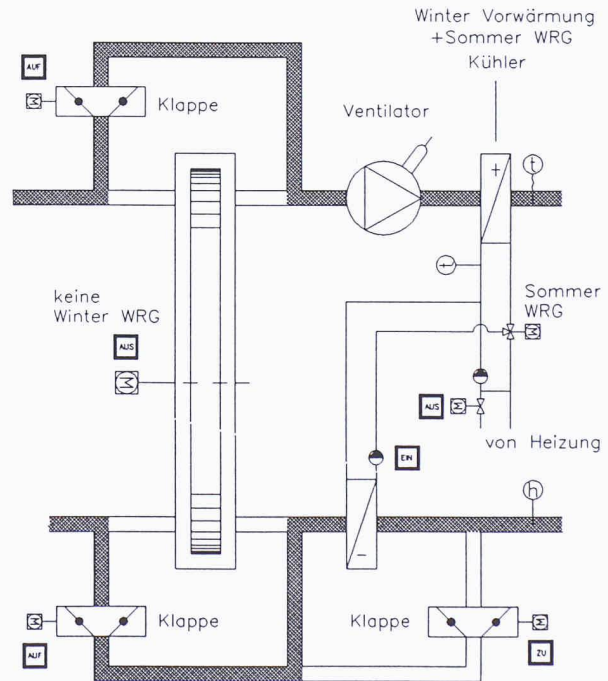 Winter Vorwärmung
+Sommer WRG
Kühler
AUF
M
Klappe
Ventilator
+
t
t
keine
Winter WRG
AUS
M
Sommer
WRG
M
M
AUS
von Heizung
EIN
h
-
M
Klappe
AUF
Klappe
M
ZU